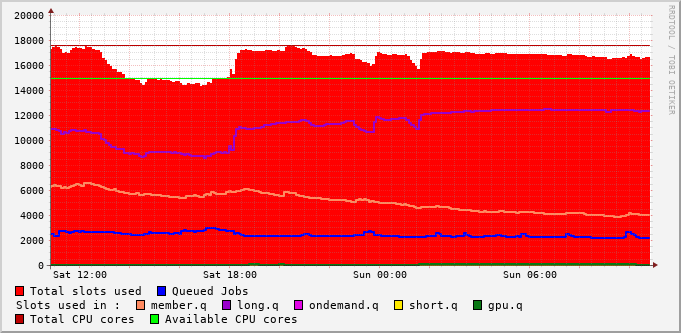 20000
18000
16000
14000
12000
10000
8000
6000
4000
2000
0
Sat 12:00 Sat 18:00 Sun 00:00 Sun 06:00
RRDTOOL / TOBI OETIKER
Total slots used Queued Jobs
Slots used in : member.q long.q ondemand.q short.q gpu.q
Total CPU cores Available CPU cores